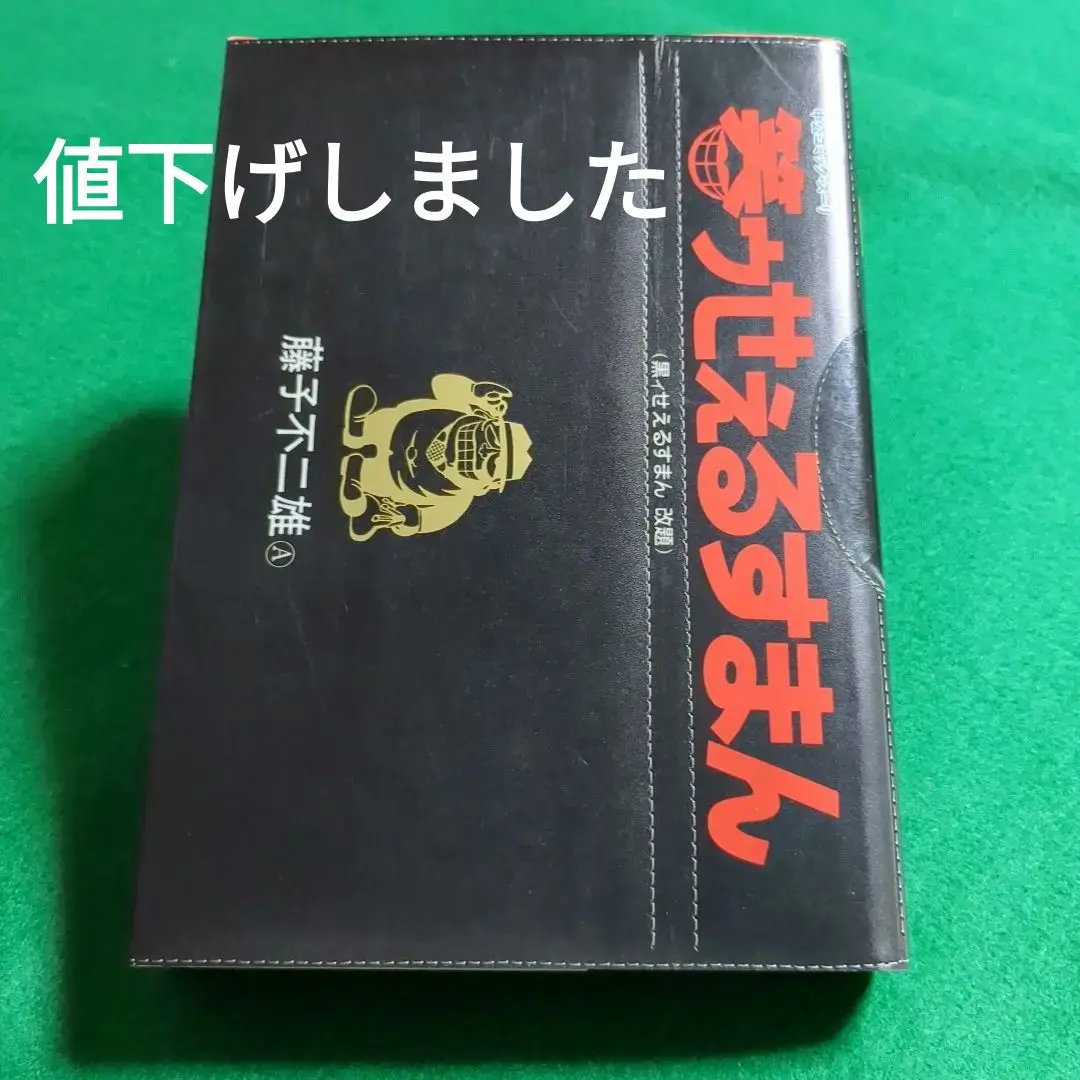 値下げしました
笑ゥせぇるすまん
(黒ィせぇるすまん 改題)
藤子不二雄Ⓐ